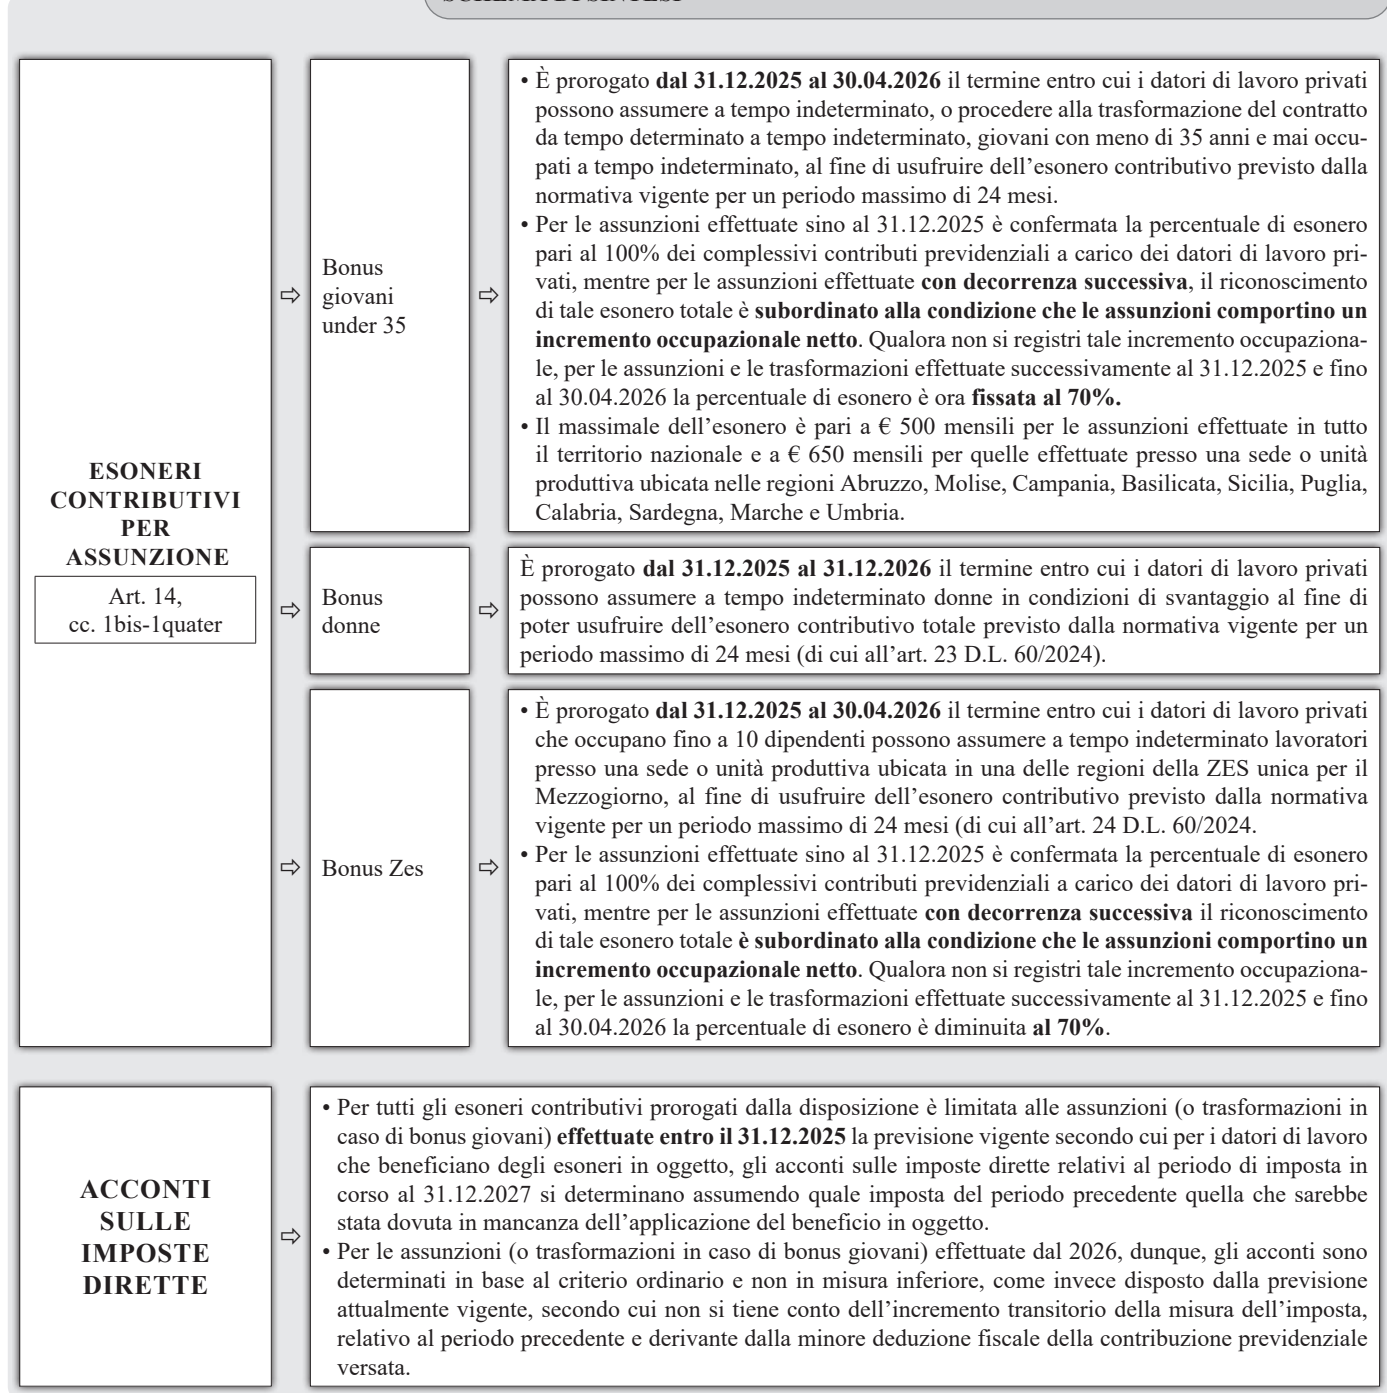 SCHEMA DI SINTESI
ESONERI
CONTRIBUTIVI
PER
ASSUNZIONE
Art. 14,
cc. 1bis-1quater
⇨
Bonus
giovani
under 35
⇨
• È prorogato dal 31.12.2025 al 30.04.2026 il termine entro cui i datori di lavoro privati
possono assumere a tempo indeterminato, o procedere alla trasformazione del contratto
da tempo determinato a tempo indeterminato, giovani con meno di 35 anni e mai occu-
pati a tempo indeterminato, al fine di usufruire dell’esonero contributivo previsto dalla
normativa vigente per un periodo massimo di 24 mesi.
• Per le assunzioni effettuate sino al 31.12.2025 è confermata la percentuale di esonero
pari al 100% dei complessivi contributi previdenziali a carico dei datori di lavoro pri-
vati, mentre per le assunzioni effettuate con decorrenza successiva, il riconoscimento
di tale esonero totale è subordinato alla condizione che le assunzioni comportino un
incremento occupazionale netto. Qualora non si registri tale incremento occupaziona-
le, per le assunzioni e le trasformazioni effettuate successivamente al 31.12.2025 e fino
al 30.04.2026 la percentuale di esonero è ora fissata al 70%.
• Il massimale dell’esonero è pari a € 500 mensili per le assunzioni effettuate in tutto
il territorio nazionale e a € 650 mensili per quelle effettuate presso una sede o unità
produttiva ubicata nelle regioni Abruzzo, Molise, Campania, Basilicata, Sicilia, Puglia,
Calabria, Sardegna, Marche e Umbria.
⇨
Bonus
donne
⇨
È prorogato dal 31.12.2025 al 31.12.2026 il termine entro cui i datori di lavoro privati
possono assumere a tempo indeterminato donne in condizioni di svantaggio al fine di
poter usufruire dell’esonero contributivo totale previsto dalla normativa vigente per un
periodo massimo di 24 mesi (di cui all’art. 23 D.L. 60/2024).
⇨
Bonus Zes
⇨
• È prorogato dal 31.12.2025 al 30.04.2026 il termine entro cui i datori di lavoro privati
che occupano fino a 10 dipendenti possono assumere a tempo indeterminato lavoratori
presso una sede o unità produttiva ubicata in una delle regioni della ZES unica per il
Mezzogiorno, al fine di usufruire dell’esonero contributivo previsto dalla normativa
vigente per un periodo massimo di 24 mesi (di cui all’art. 24 D.L. 60/2024.
• Per le assunzioni effettuate sino al 31.12.2025 è confermata la percentuale di esonero
pari al 100% dei complessivi contributi previdenziali a carico dei datori di lavoro pri-
vati, mentre per le assunzioni effettuate con decorrenza successiva il riconoscimento
di tale esonero totale è subordinato alla condizione che le assunzioni comportino un
incremento occupazionale netto. Qualora non si registri tale incremento occupaziona-
le, per le assunzioni e le trasformazioni effettuate successivamente al 31.12.2025 e fino
al 30.04.2026 la percentuale di esonero è diminuita al 70%.
ACCONTI
SULLE
IMPOSTE
DIRETTE
⇨
• Per tutti gli esoneri contributivi prorogati dalla disposizione è limitata alle assunzioni (o trasformazioni in
caso di bonus giovani) effettuate entro il 31.12.2025 la previsione vigente secondo cui per i datori di lavoro
che beneficiano degli esoneri in oggetto, gli acconti sulle imposte dirette relativi al periodo di imposta in
corso al 31.12.2027 si determinano assumendo quale imposta del periodo precedente quella che sarebbe
stata dovuta in mancanza dell’applicazione del beneficio in oggetto.
• Per le assunzioni (o trasformazioni in caso di bonus giovani) effettuate dal 2026, dunque, gli acconti sono
determinati in base al criterio ordinario e non in misura inferiore, come invece disposto dalla previsione
attualmente vigente, secondo cui non si tiene conto dell’incremento transitorio della misura dell’imposta,
relativo al periodo precedente e derivante dalla minore deduzione fiscale della contribuzione previdenziale
versata.